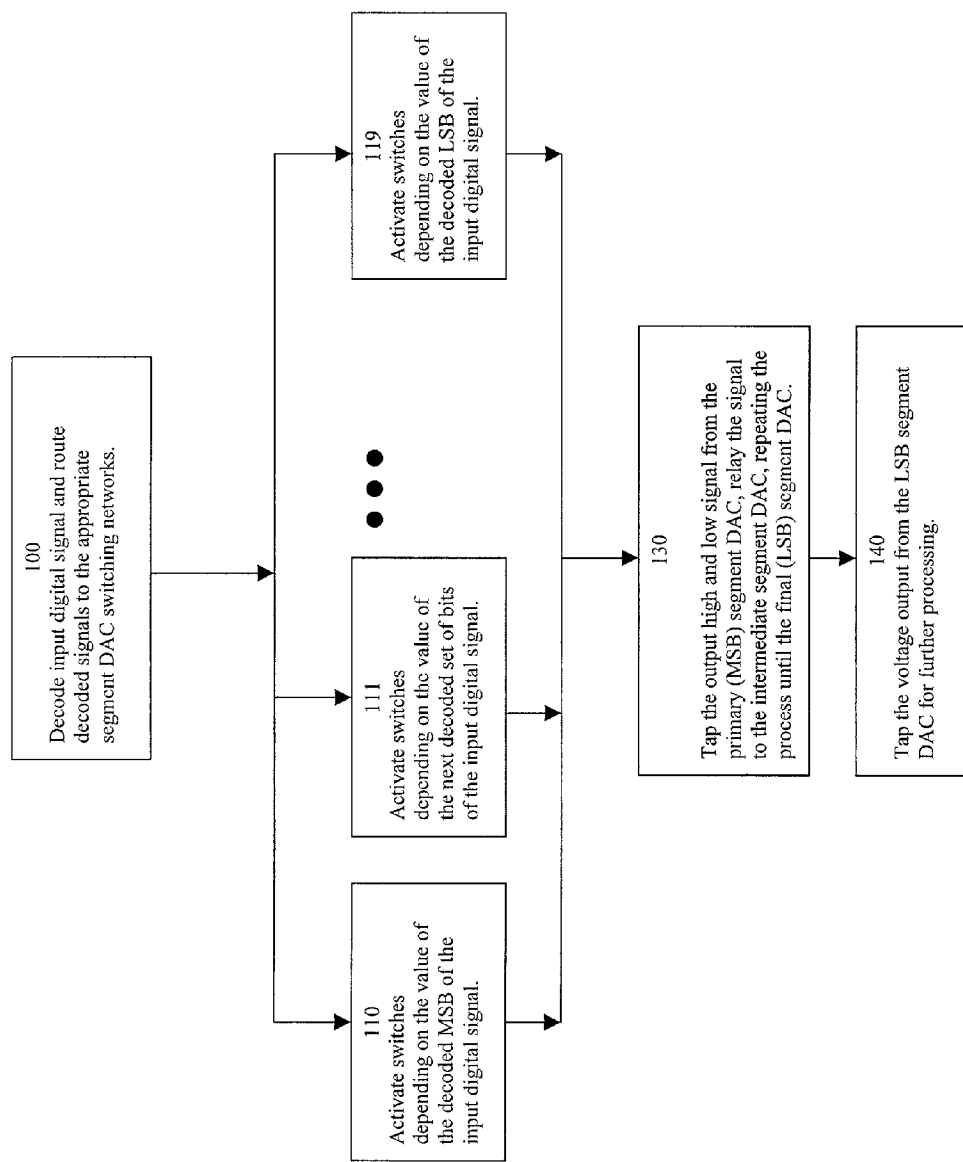 100
Decode input digital signal and route
decoded signals to the appropriate
segment DAC switching networks.
110
Activate switches
depending on the value of
the decoded MSB of the
input digital signal.
111
Activate switches
depending on the value of
the next decoded set of bits
of the input digital signal.
119
Activate switches
depending on the value of
the decoded LSB of the
input digital signal.
130
Tap the output high and low signal from the
primary (MSB) segment DAC, relay the signal
to the intermediate segment DAC, repeating the
process until the final (LSB) segment DAC.
140
Tap the voltage output from the LSB segment
DAC for further processing.